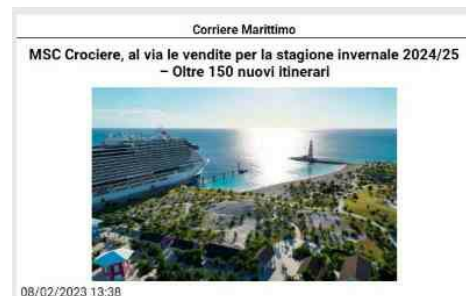 Corriere Marittimo
MSC Crociere, al via le vendite per la stagione invernale 2024/25
– Oltre 150 nuovi itinerari
08/02/2023 13:38